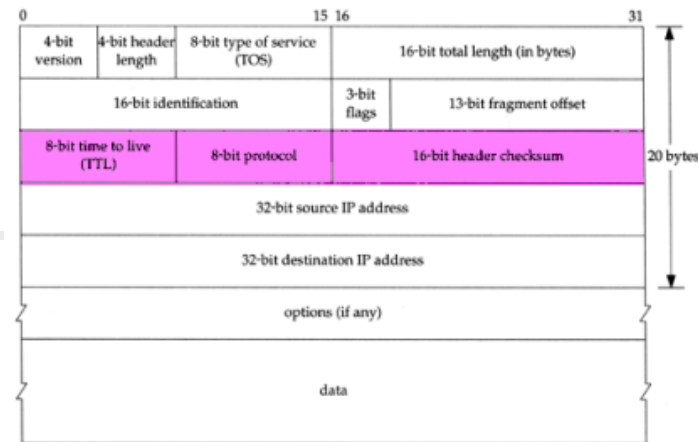 0 15 16 31
4-bit version
4-bit header length
8-bit type of service (TOS)
16-bit total length (in bytes)
16-bit identification
3-bit flags
13-bit fragment offset
8-bit time to live (TTL)
8-bit protocol
16-bit header checksum
20 bytes
32-bit source IP address
32-bit destination IP address
options (if any)
data